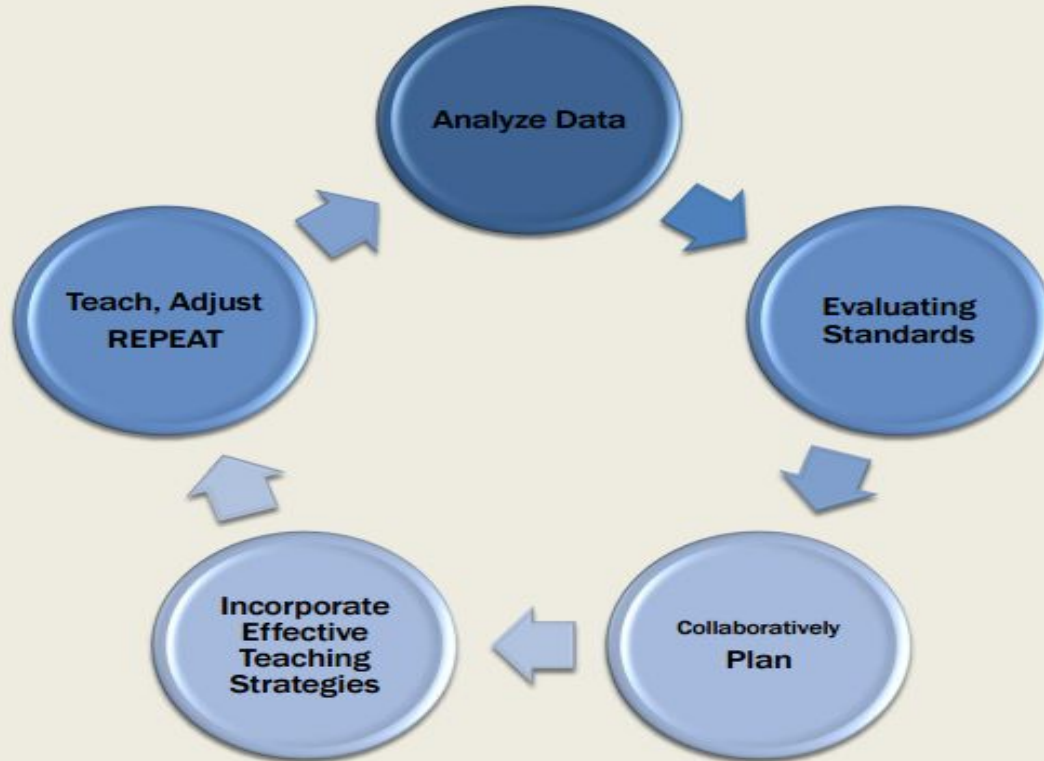 Analyze Data
Evaluating
Standards
Collaboratively
Plan
Incorporate
Effective
Teaching
Strategies
Teach, Adjust
REPEAT